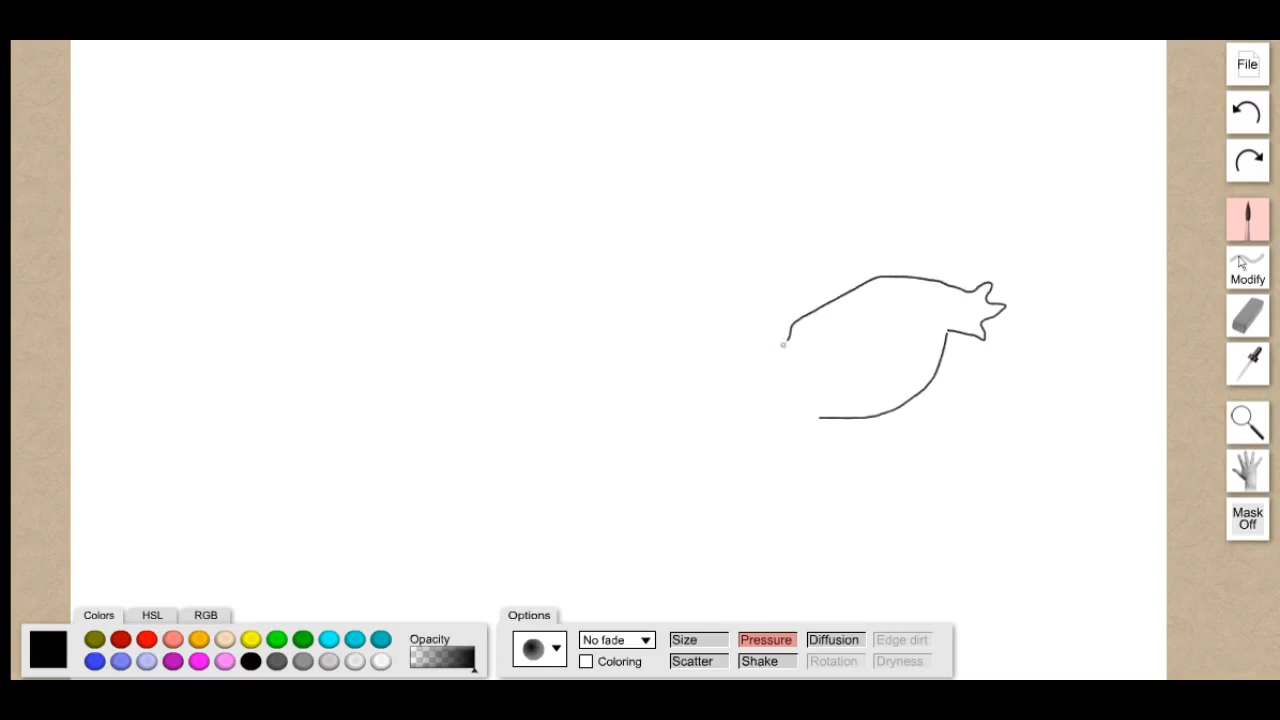 File
Modify
Mask
Off
Colors HSL RGB
Opacity
Options
No fade Size Pressure Diffusion Edge dirt
Coloring Scatter Shake Rotation Dryness